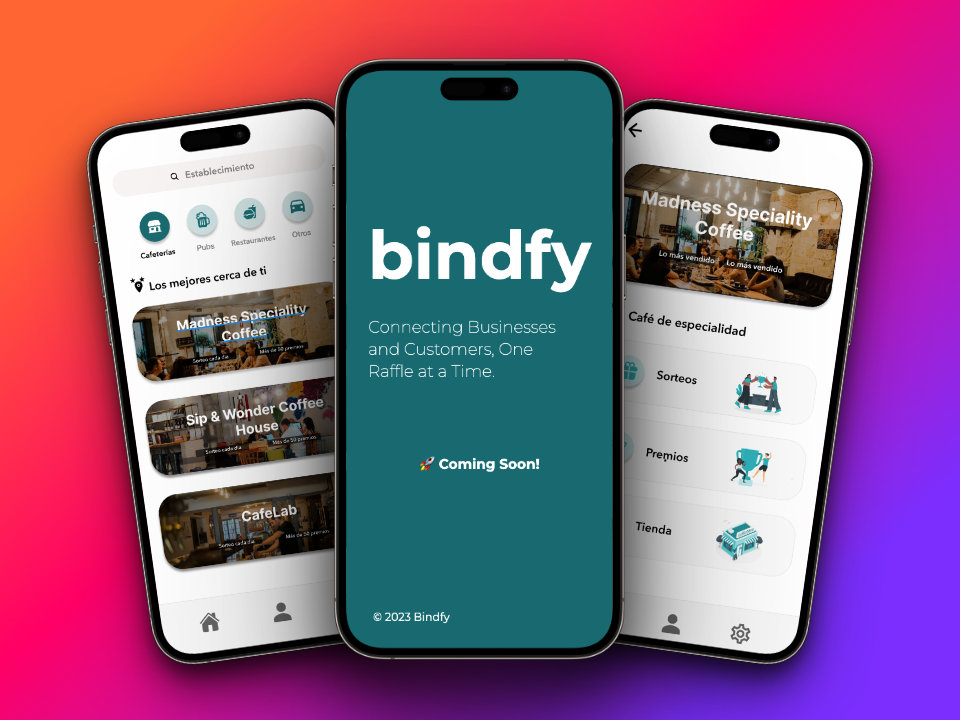 Establecimiento
Cafeterías
Pubs
Restaurantes
Otros
Los mejores cerca de ti
Madness Speciality
Coffee
Sorteo cada día
Más de 50 premios
Sip & Wonder Coffee
House
Sorteo cada día
Más de 50 premios
CafeLab
Sorteo cada día
Más de 50 premios
bindfy
Connecting Businesses
and Customers, One
Raffle at a Time.
🚀 Coming Soon!
© 2023 Bindfy
Madness Speciality
Coffee
Lo más vendido
Lo más vendido
Café de especialidad
Sorteos
Premios
Tienda